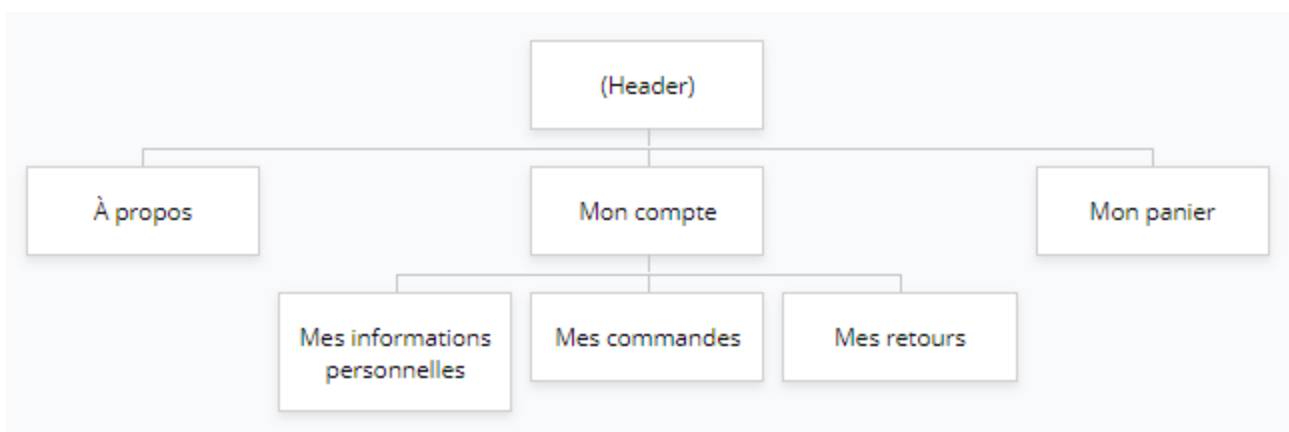 (Header)
À propos
Mon compte
Mon panier
Mes informations
personnelles
Mes commandes
Mes retours